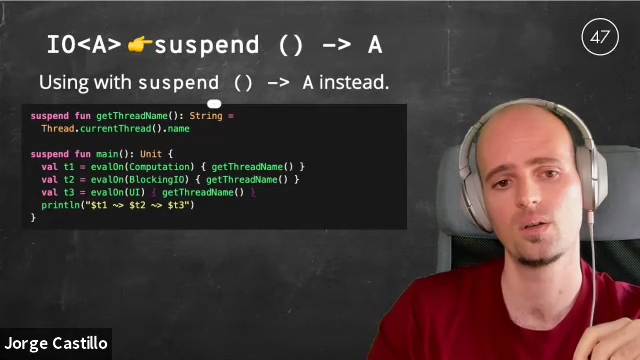 IO<A> 👉 suspend () -> A
47
Using with suspend () -> A instead.
suspend fun getThreadName(): String =
Thread.currentThread().name
suspend fun main(): Unit {
val t1 = evalOn(Computation) { getThreadName() }
val t2 = evalOn(BlockingIO) { getThreadName() }
val t3 = evalOn(UI) { getThreadName() }
println("$t1 ~> $t2 ~> $t3")
}
Jorge Castillo